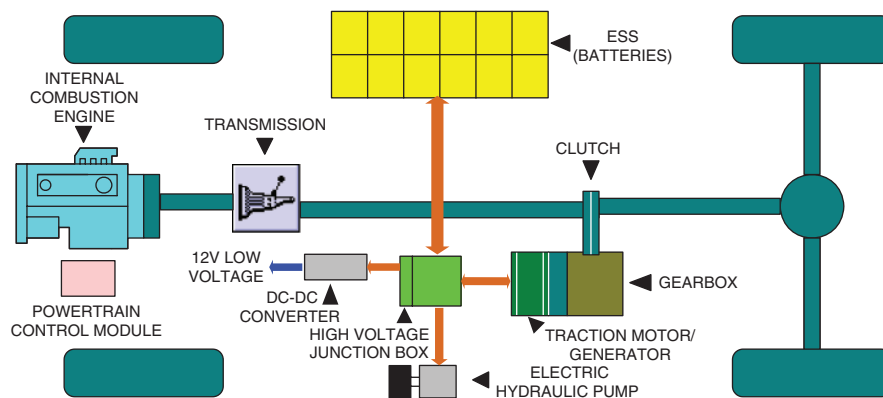 ESS
(BATTERIES)
INTERNAL
COMBUSTION
ENGINE
TRANSMISSION
CLUTCH
12V LOW
VOLTAGE
DC-DC
CONVERTER
HIGH VOLTAGE
JUNCTION BOX
GEARBOX
POWERTRAIN
CONTROL MODULE
TRACTION MOTOR/
GENERATOR
ELECTRIC
HYDRAULIC PUMP